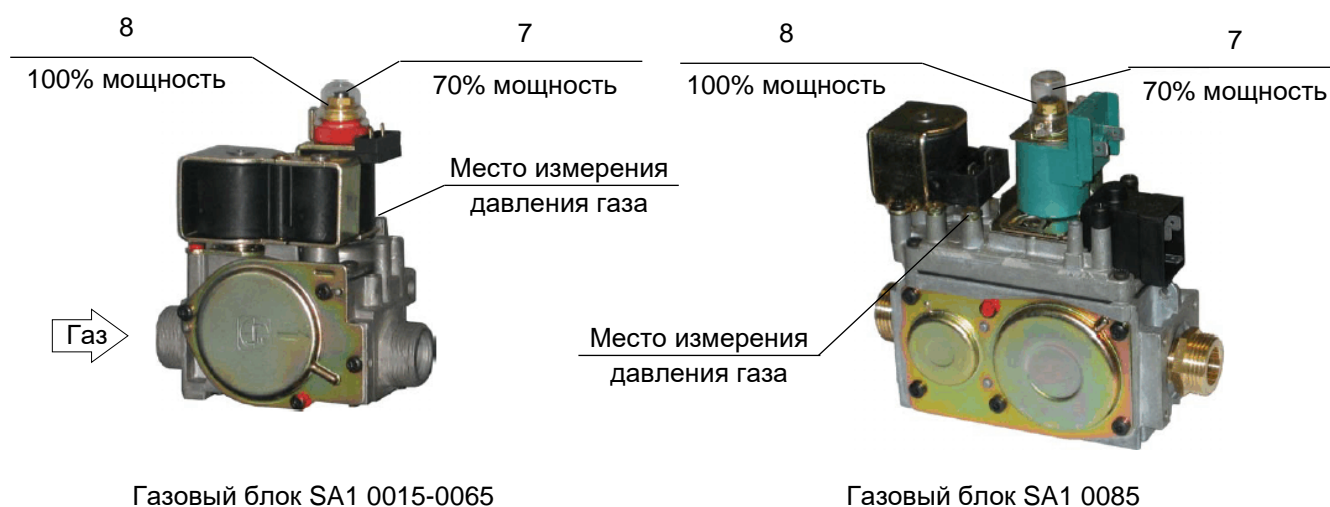 8
100% мощность
7
70% мощность
Место измерения
давления газа
Газ
Газовый блок SA1 0015-0065
8
100% мощность
7
70% мощность
Место измерения
давления газа
Газовый блок SA1 0085